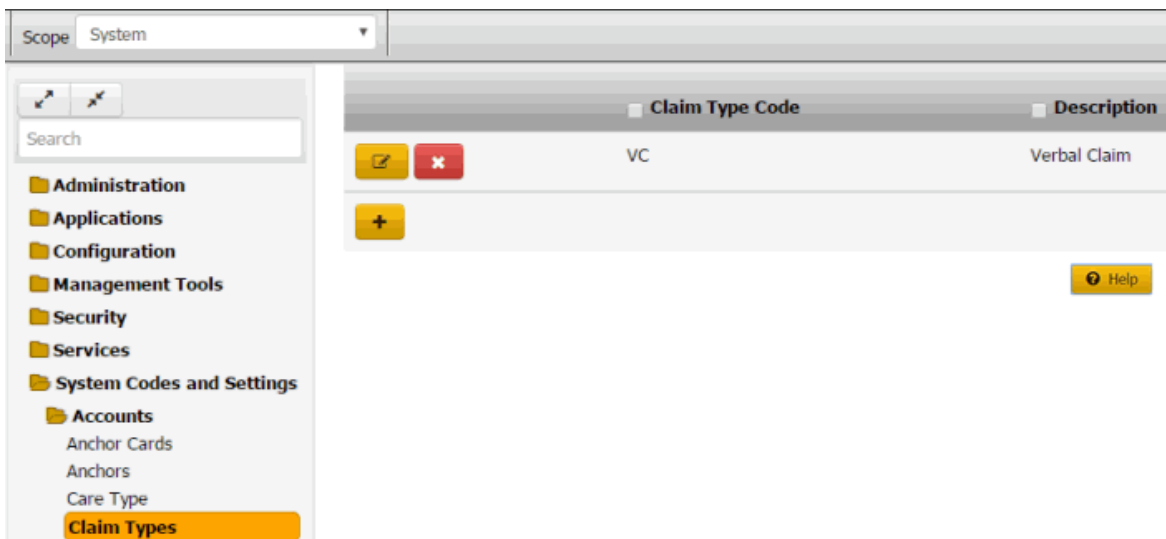 Scope System
Search
Administration
Applications
Configuration
Management Tools
Security
Services
System Codes and Settings
Accounts
Anchor Cards
Anchors
Care Type
Claim Types
Claim Type Code Description
VC Verbal Claim
Help